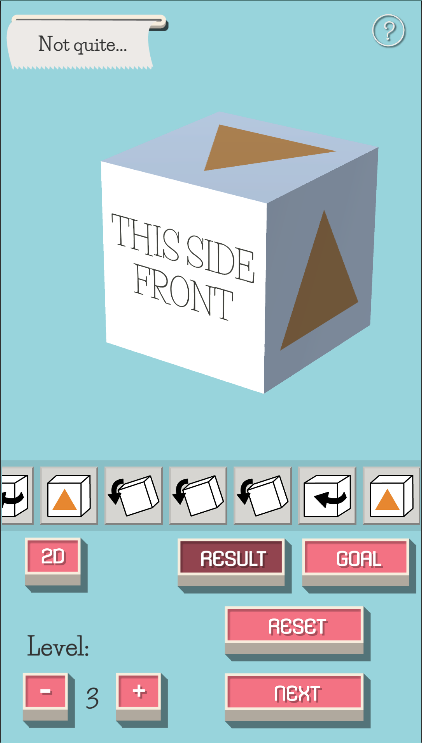 Not quite...
?
THIS SIDE
FRONT
2D
RESULT
GOAL
RESET
Level:
- 3 +
NEXT